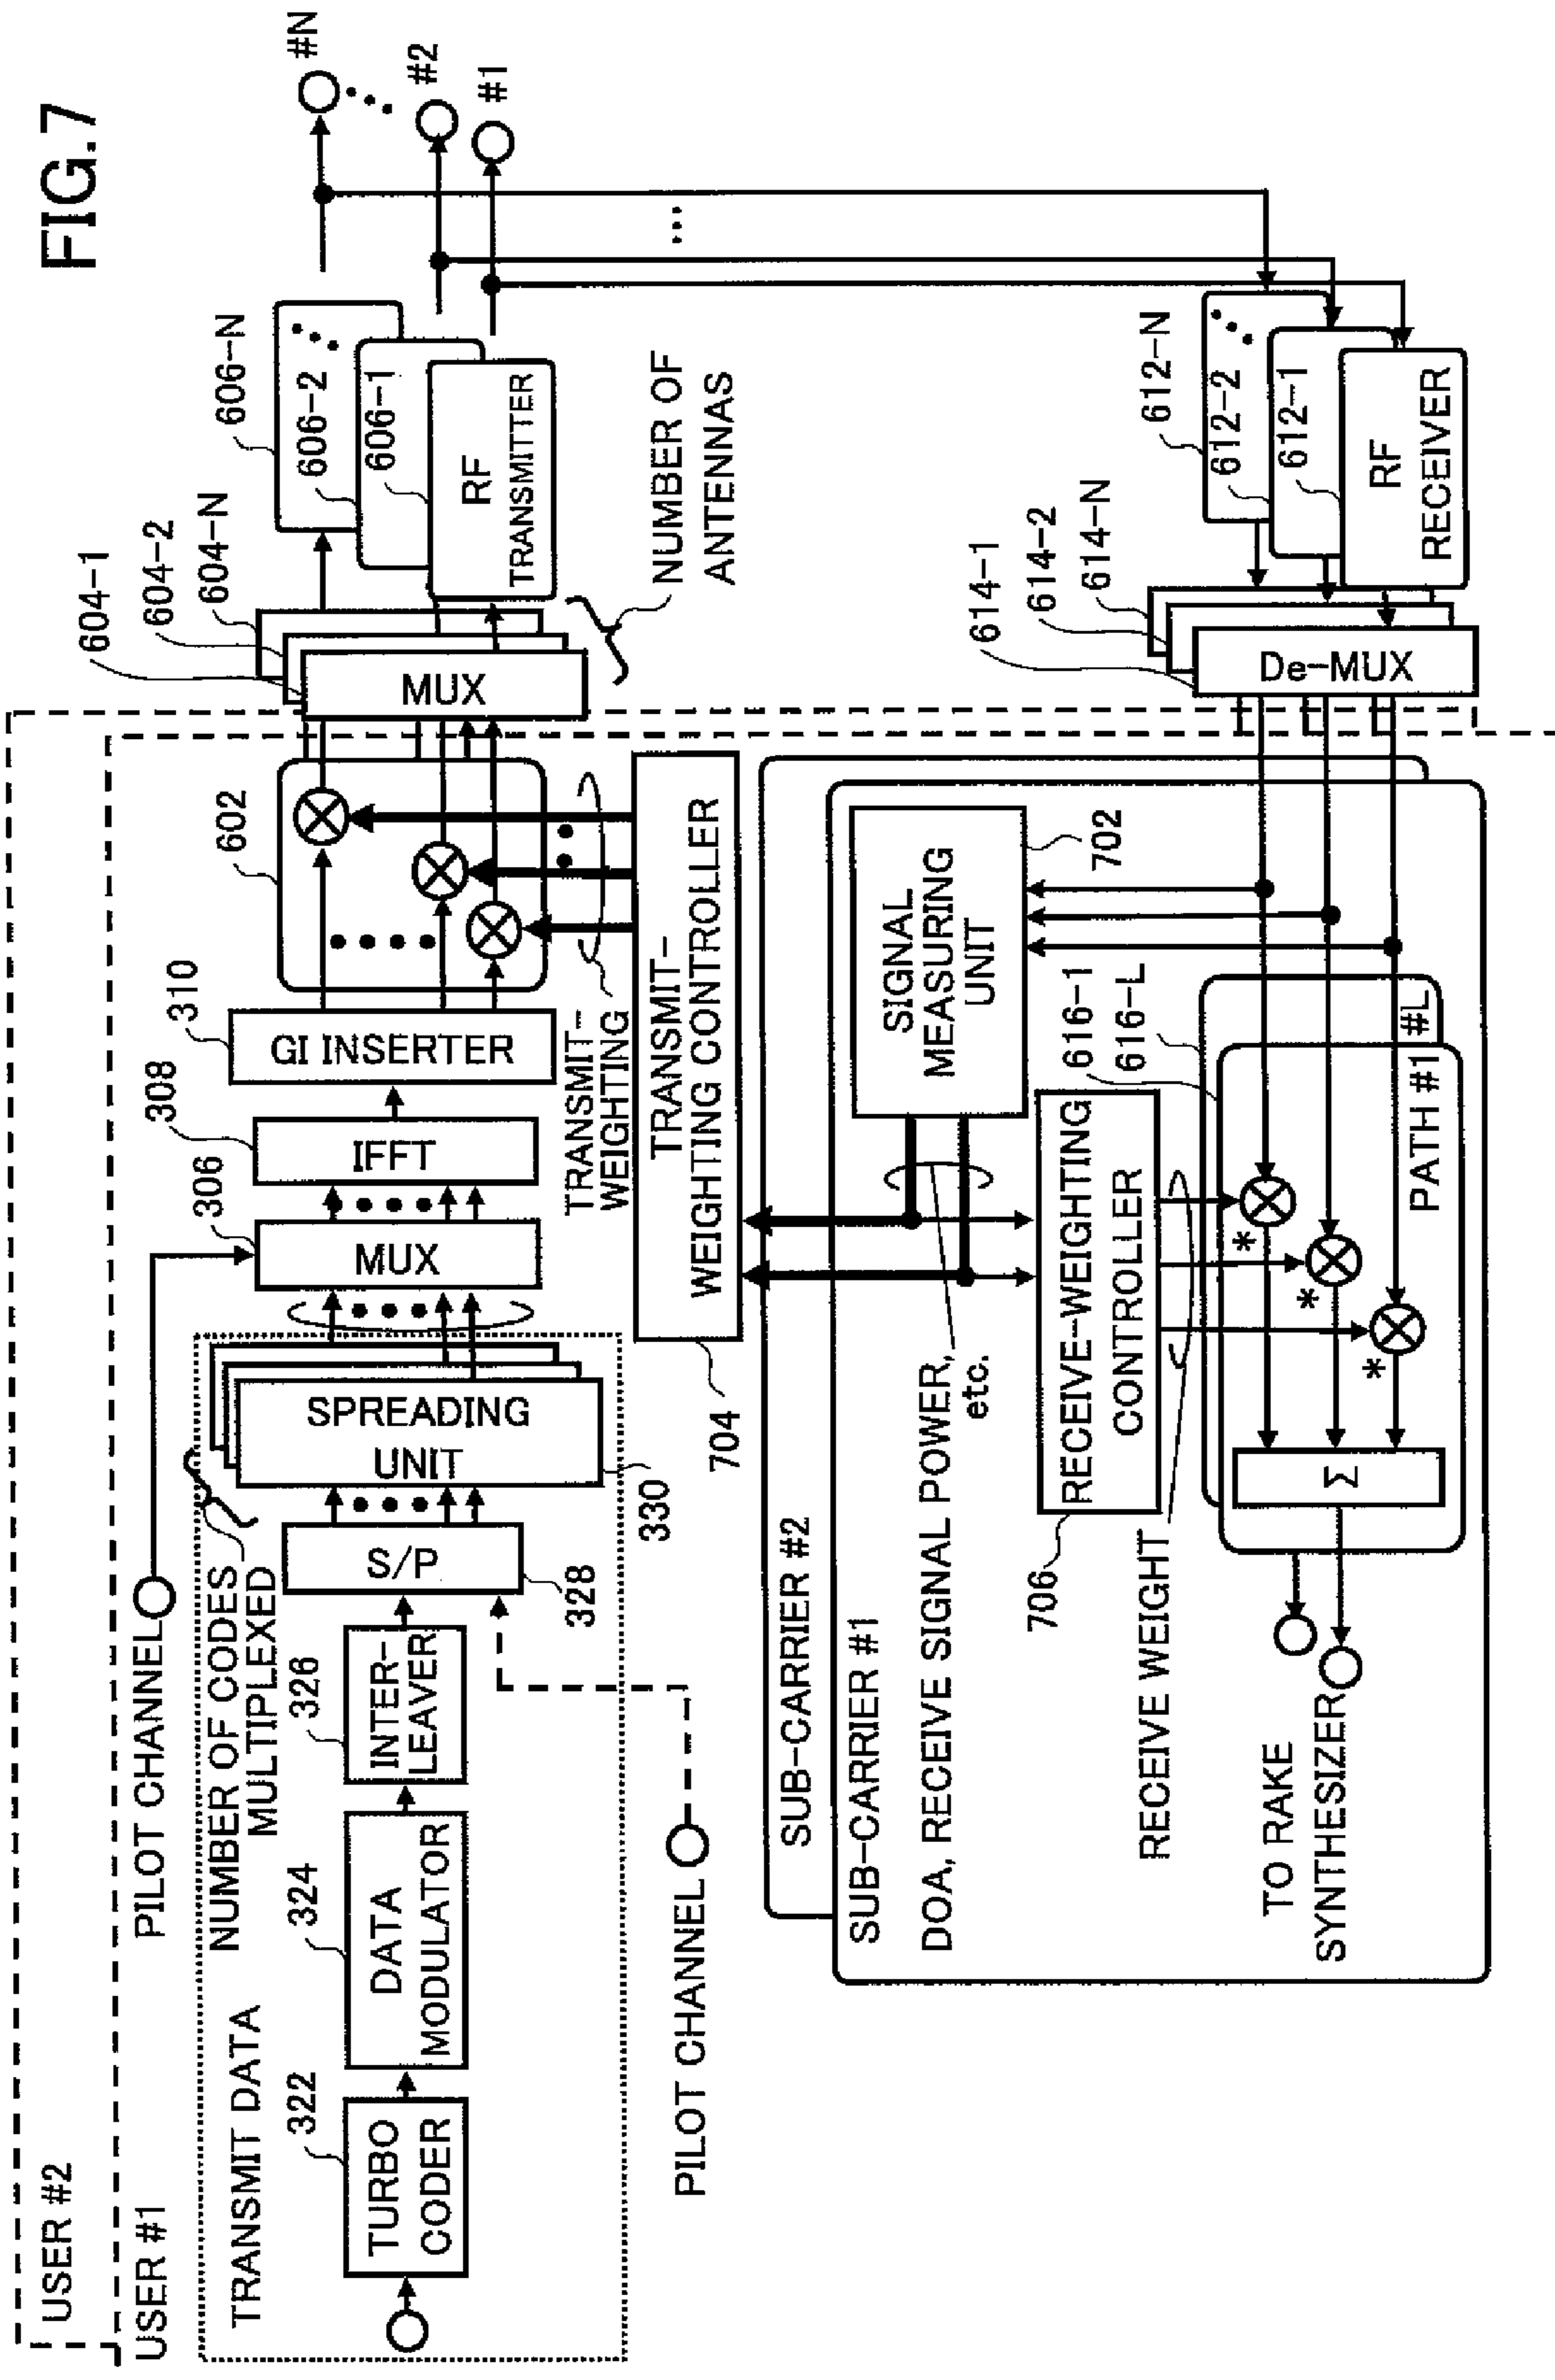 FIG.7
USER #2
USER #1
PILOT CHANNEL
TRANSMIT DATA
NUMBER OF CODES
MULTIPLEXED
322
TURBO
CODER
324
DATA
MODULATOR
326
INTER-
LEAVER
S/P
328
SPREADING
UNIT
330
306
MUX
308
IFFT
310
GI INSERTER
602
604-1
604-2
604-N
MUX
606-N
606-2
606-1
RF
TRANSMITTER
#N
#2
#1
NUMBER OF
ANTENNAS
TRANSMIT-
WEIGHTING
PILOT CHANNEL
704
TRANSMIT-
WEIGHTING CONTROLLER
SUB-CARRIER #2
SUB-CARRIER #1
DOA, RECEIVE SIGNAL POWER,
etc.
SIGNAL
MEASURING
UNIT
702
706
RECEIVE-WEIGHTING
CONTROLLER
RECEIVE WEIGHT
616-1
616-L
#L
PATH #1
*
*
*
Σ
TO RAKE
SYNTHESIZER
614-1
614-2
614-N
De-MUX
612-N
612-2
612-1
RF
RECEIVER